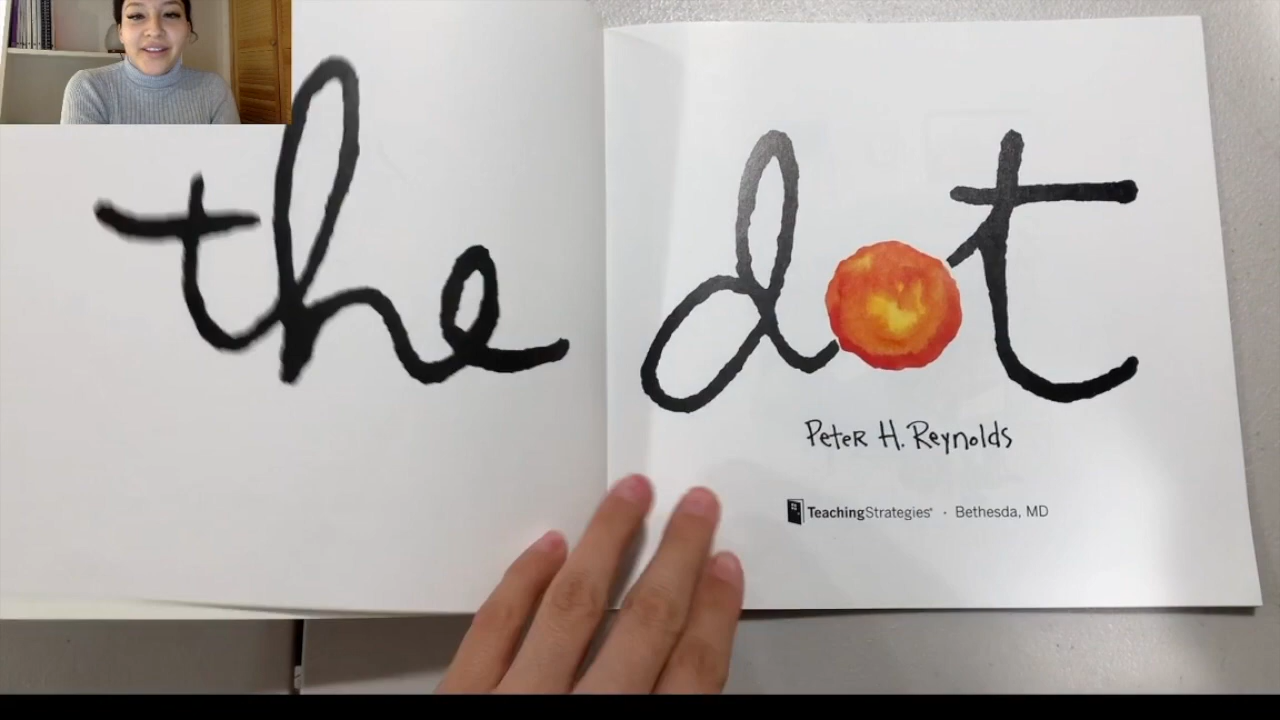 the dot
Peter H. Reynolds
TeachingStrategies® · Bethesda, MD